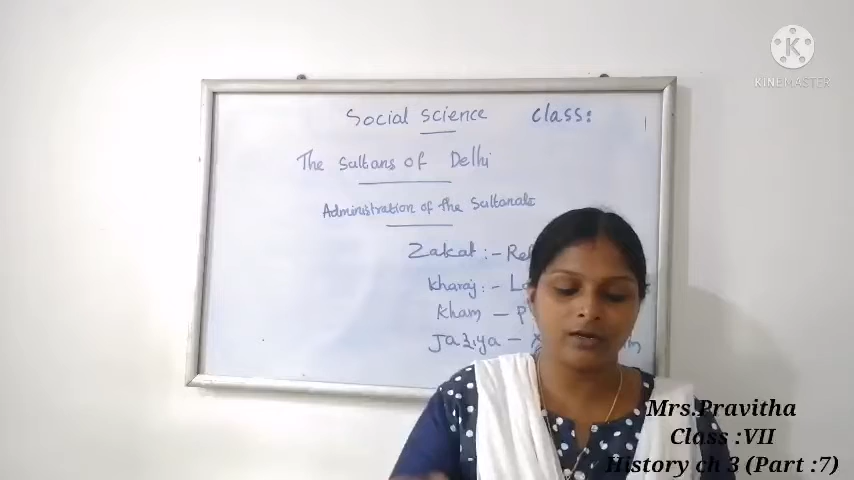 KINEMASTER
Social science class:
The Sultans of Delhi
Administration of the Sultanate
Zakat :-
Kharaj :-
Kham -
Jaziya -
Mrs.Pravitha
Class :VII
History ch 3 (Part :7)